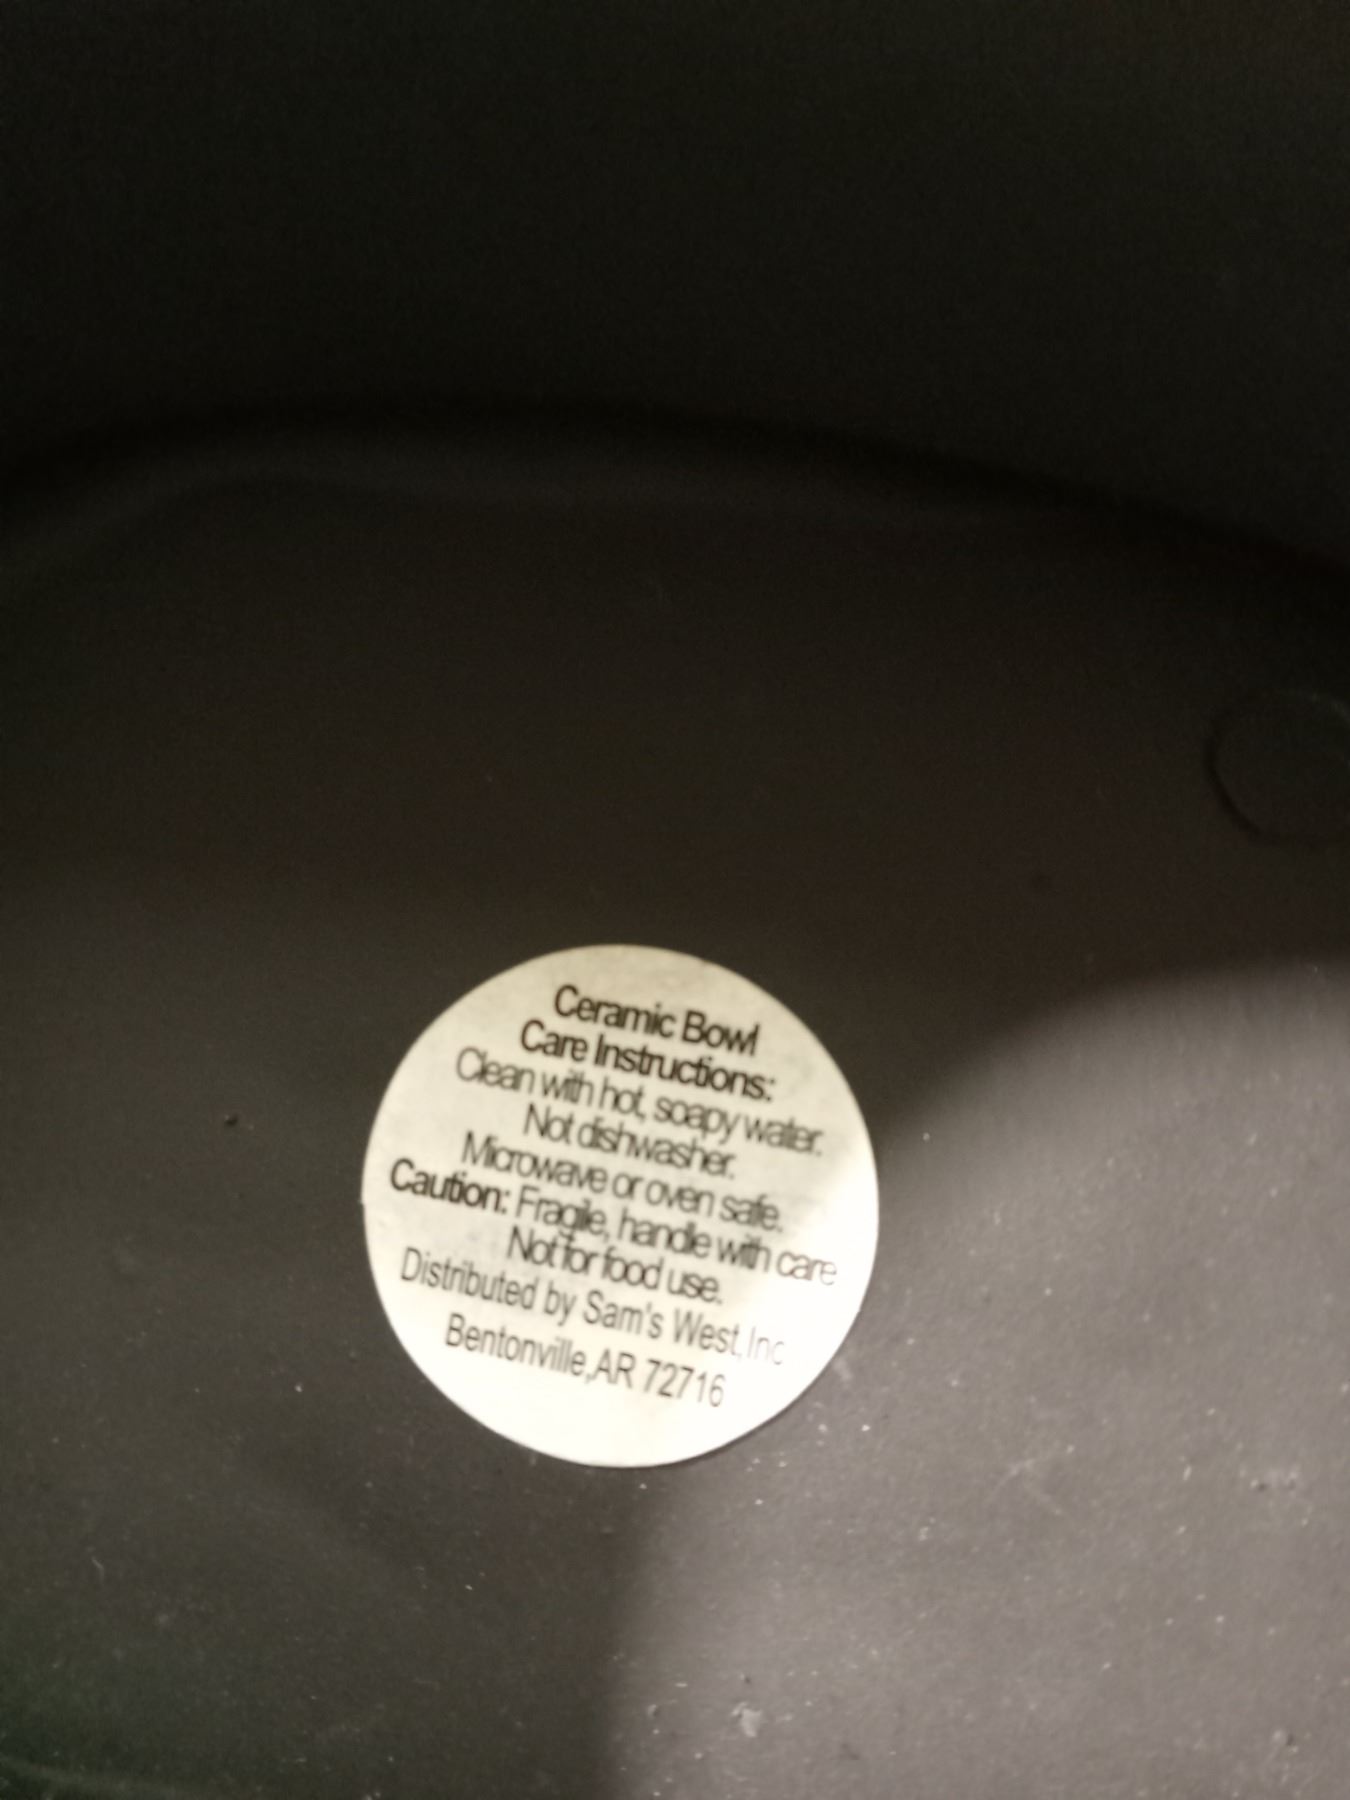 Ceramic Bowl
Care Instructions:
Clean with hot, soapy water.
Not dishwasher.
Microwave or oven safe.
Caution: Fragile, handle with care
Not for food use.
Distributed by Sam's West, Inc
Bentonville,AR 72716